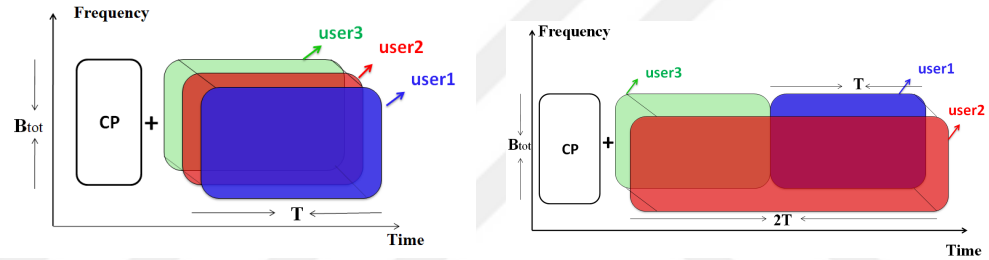 Frequency
user3
user2
user1
Btot
CP
+
T
Time
Frequency
user3
user1
T
user2
Btot
CP
+
2T
Time